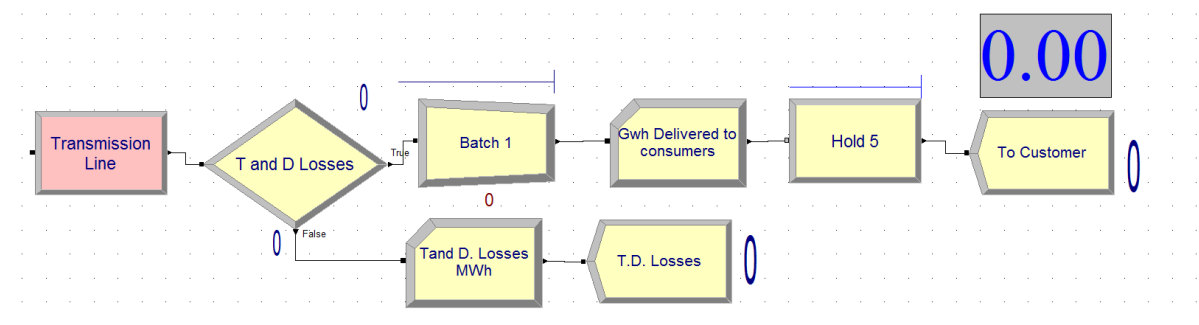 0.00
0
Transmission
Line
T and D Losses
True
Batch 1
0
Gwh Delivered to
consumers
Hold 5
To Customer
0
False
0
Tand D. Losses
MWh
T.D. Losses
0